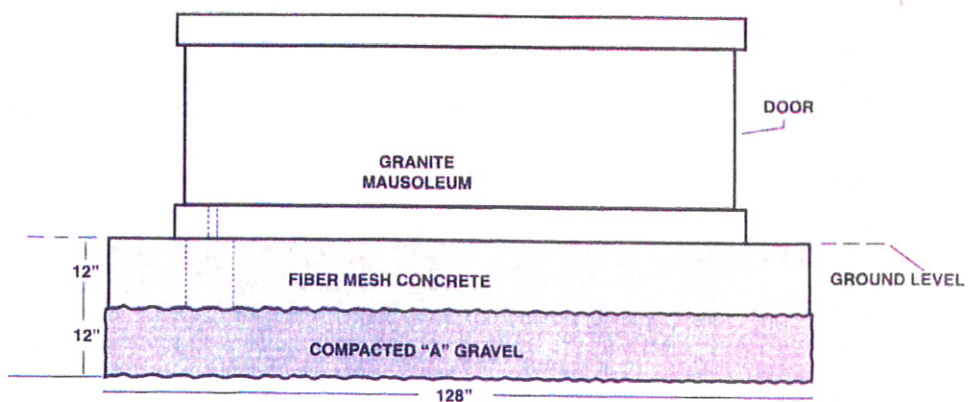 DOOR
GRANITE
MAUSOLEUM
12"
FIBER MESH CONCRETE
GROUND LEVEL
12"
COMPACTED “A” GRAVEL
128"